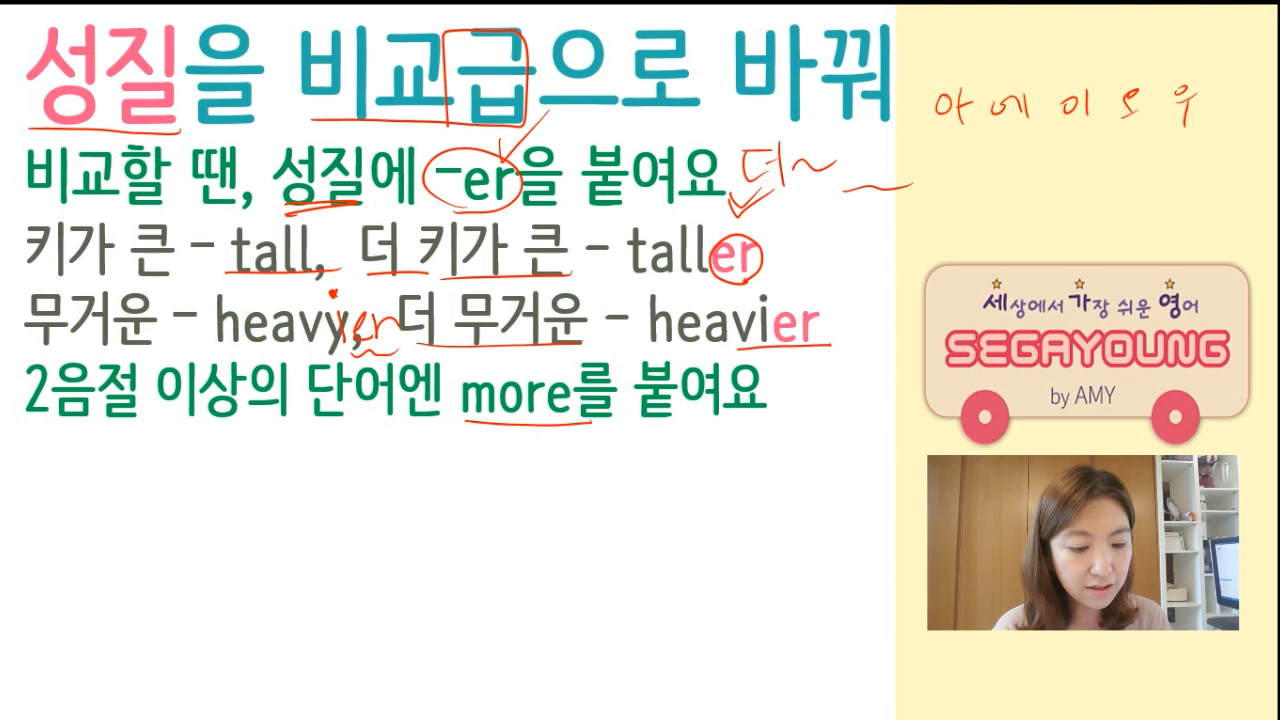 성질을 비교급으로 바꿔
비교할 땐, 성질에 -er을 붙여요 더~
키가 큰 - tall, 더 키가 큰 - taller
무거운 - heavy, ier 더 무거운 - heavier
2음절 이상의 단어엔 more를 붙여요
아 에 이 오 우
세상에서 가장 쉬운 영어
SEGAYOUNG
by AMY